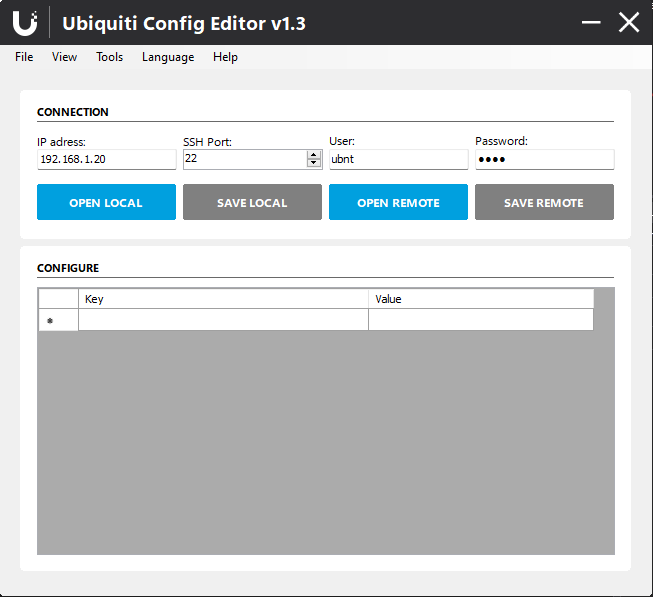 Ubiquiti Config Editor v1.3
File View Tools Language Help
CONNECTION
IP adress: SSH Port: User: Password:
192.168.1.20 22 ubnt ••••
OPEN LOCAL SAVE LOCAL OPEN REMOTE SAVE REMOTE
CONFIGURE
Key Value
*